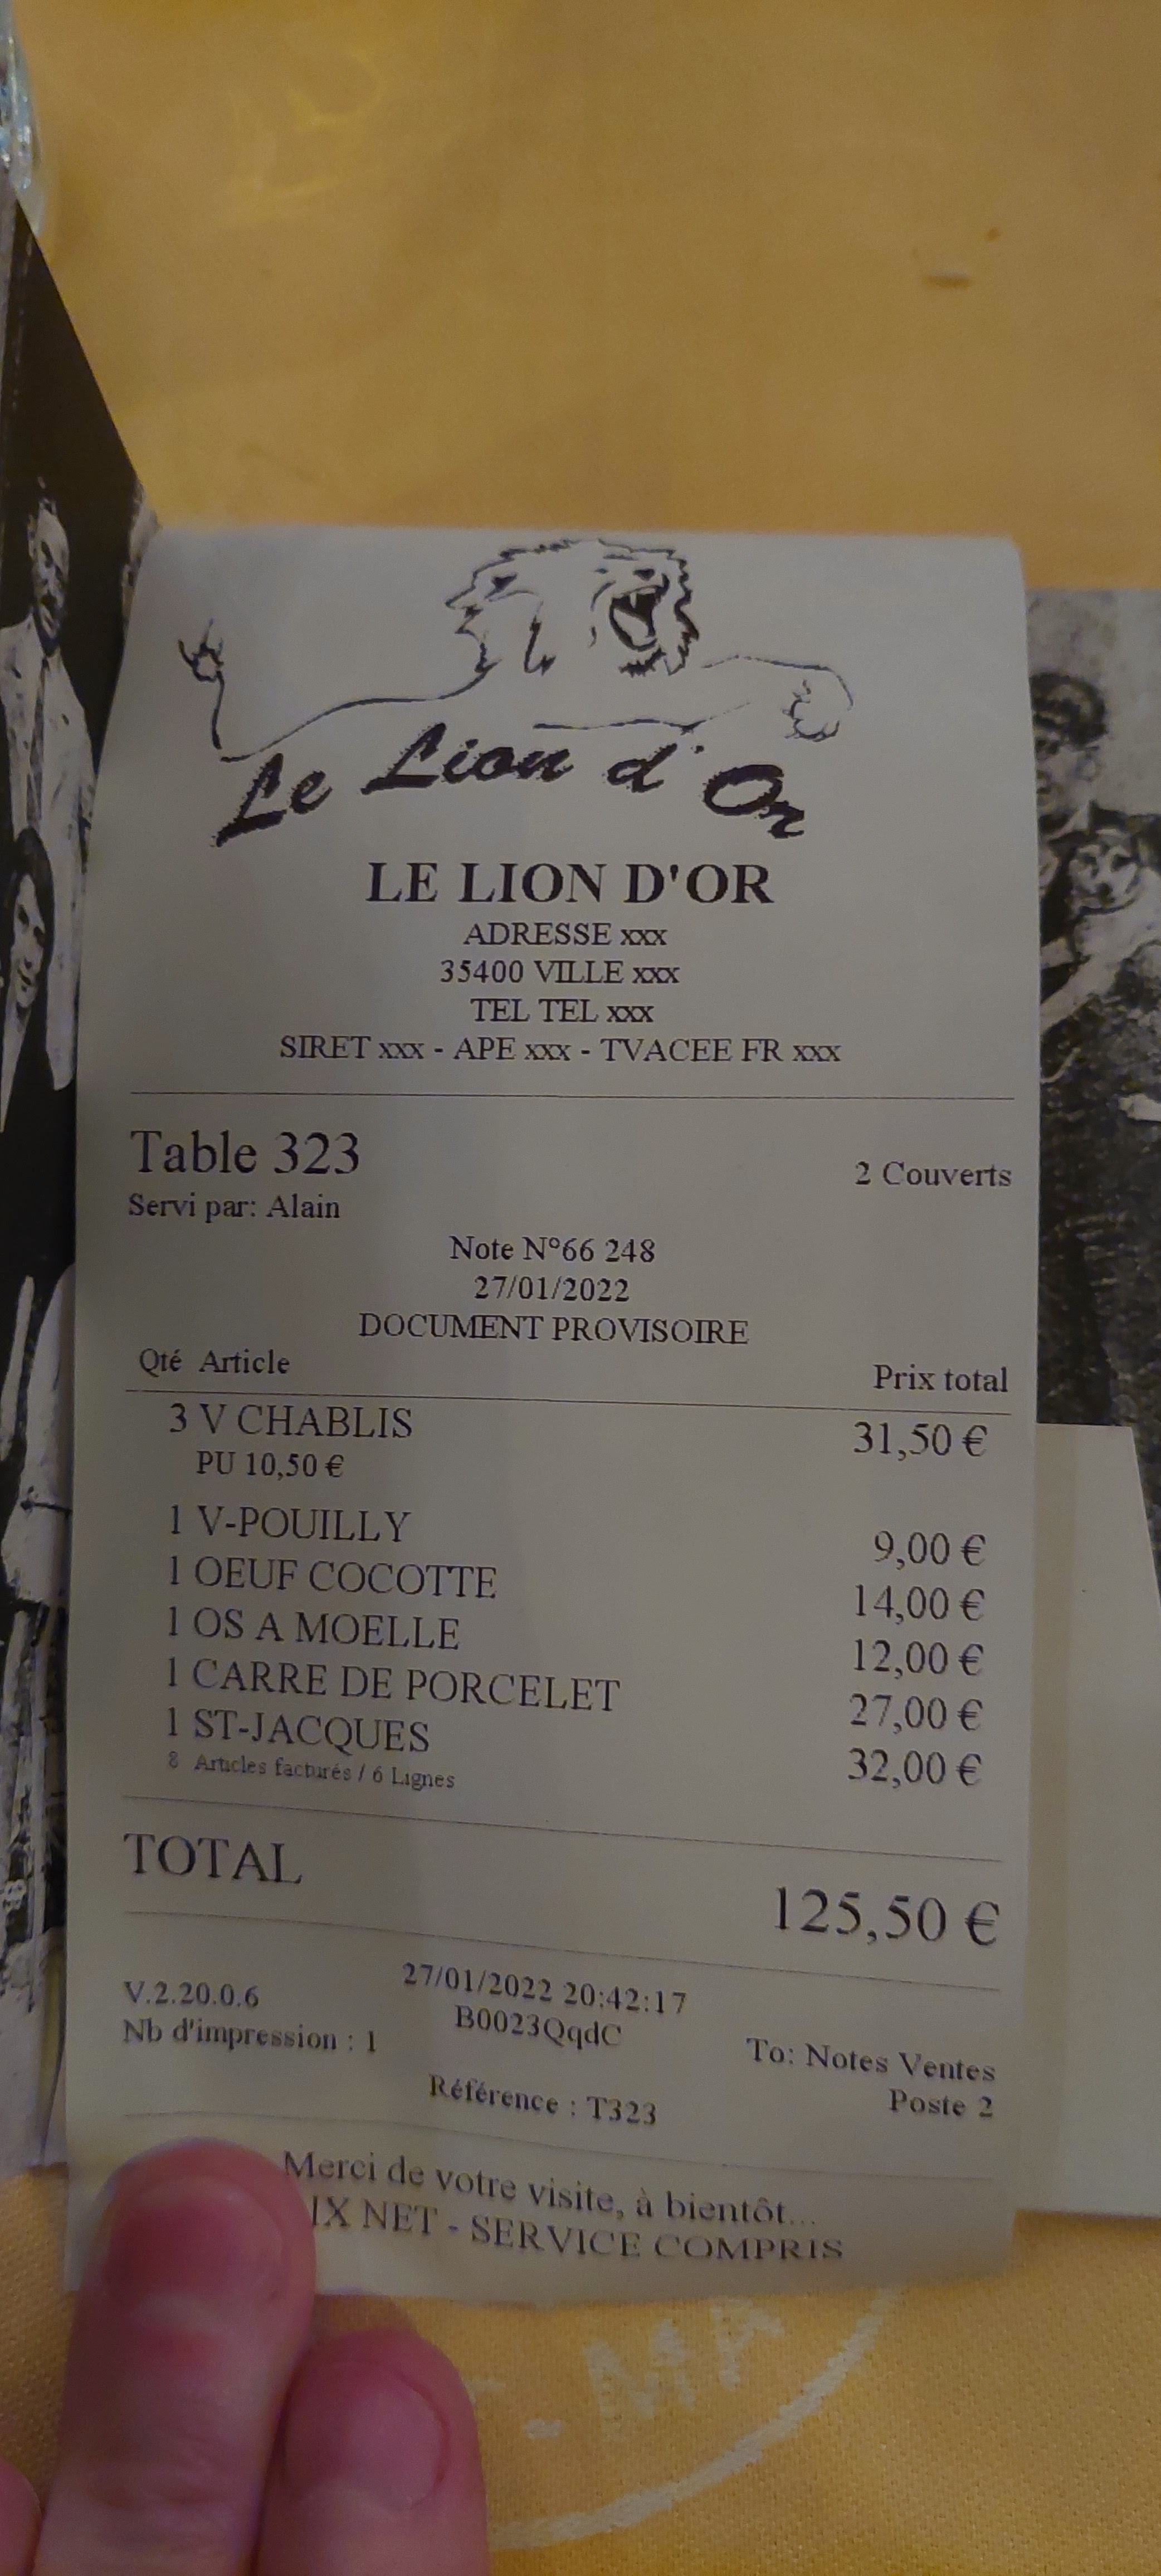 Le Lion d'Or
LE LION D'OR
ADRESSE xxx
35400 VILLE xxx
TEL TEL xxx
SIRET xxx - APE xxx - TVACEE FR xxx
Table 323
2 Couverts
Servi par: Alain
Note N°66 248
27/01/2022
DOCUMENT PROVISOIRE
Qté Article Prix total
3 V CHABLIS 31,50 €
PU 10,50 €
1 V-POUILLY 9,00 €
1 OEUF COCOTTE 14,00 €
1 OS A MOELLE 12,00 €
1 CARRE DE PORCELET 27,00 €
1 ST-JACQUES 32,00 €
8 Articles facturés / 6 Lignes
TOTAL 125,50 €
27/01/2022 20:42:17
V.2.20.0.6 B0023QqdC To: Notes Ventes
Nb d'impression : 1 Poste 2
Référence : T323
Merci de votre visite, à bientôt...
IX NET - SERVICE COMPRIS